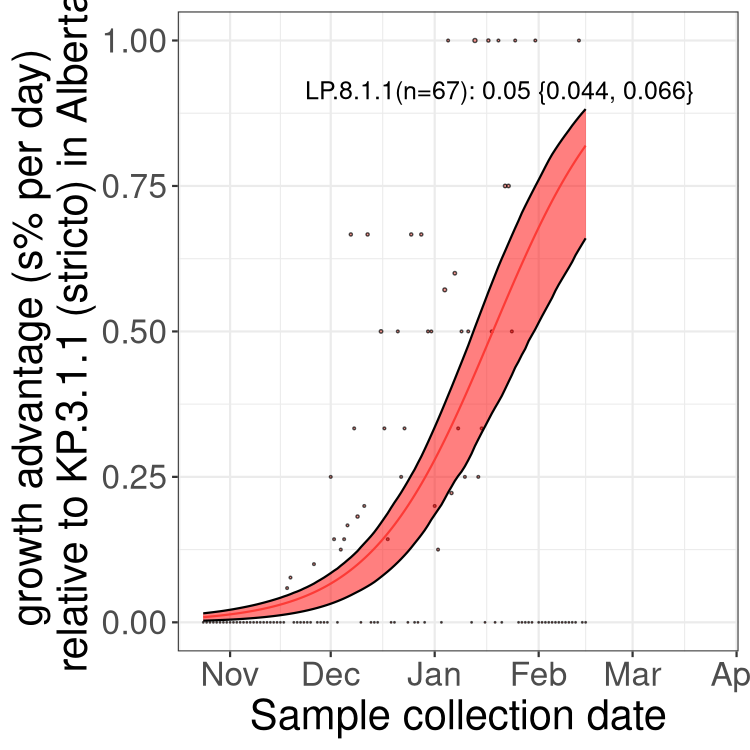 growth advantage (s% per day)
relative to KP.3.1.1 (stricto) in Alberta
1.00
0.75
0.50
0.25
0.00
LP.8.1.1(n=67): 0.05 {0.044, 0.066}
Nov Dec Jan Feb Mar Ap
Sample collection date